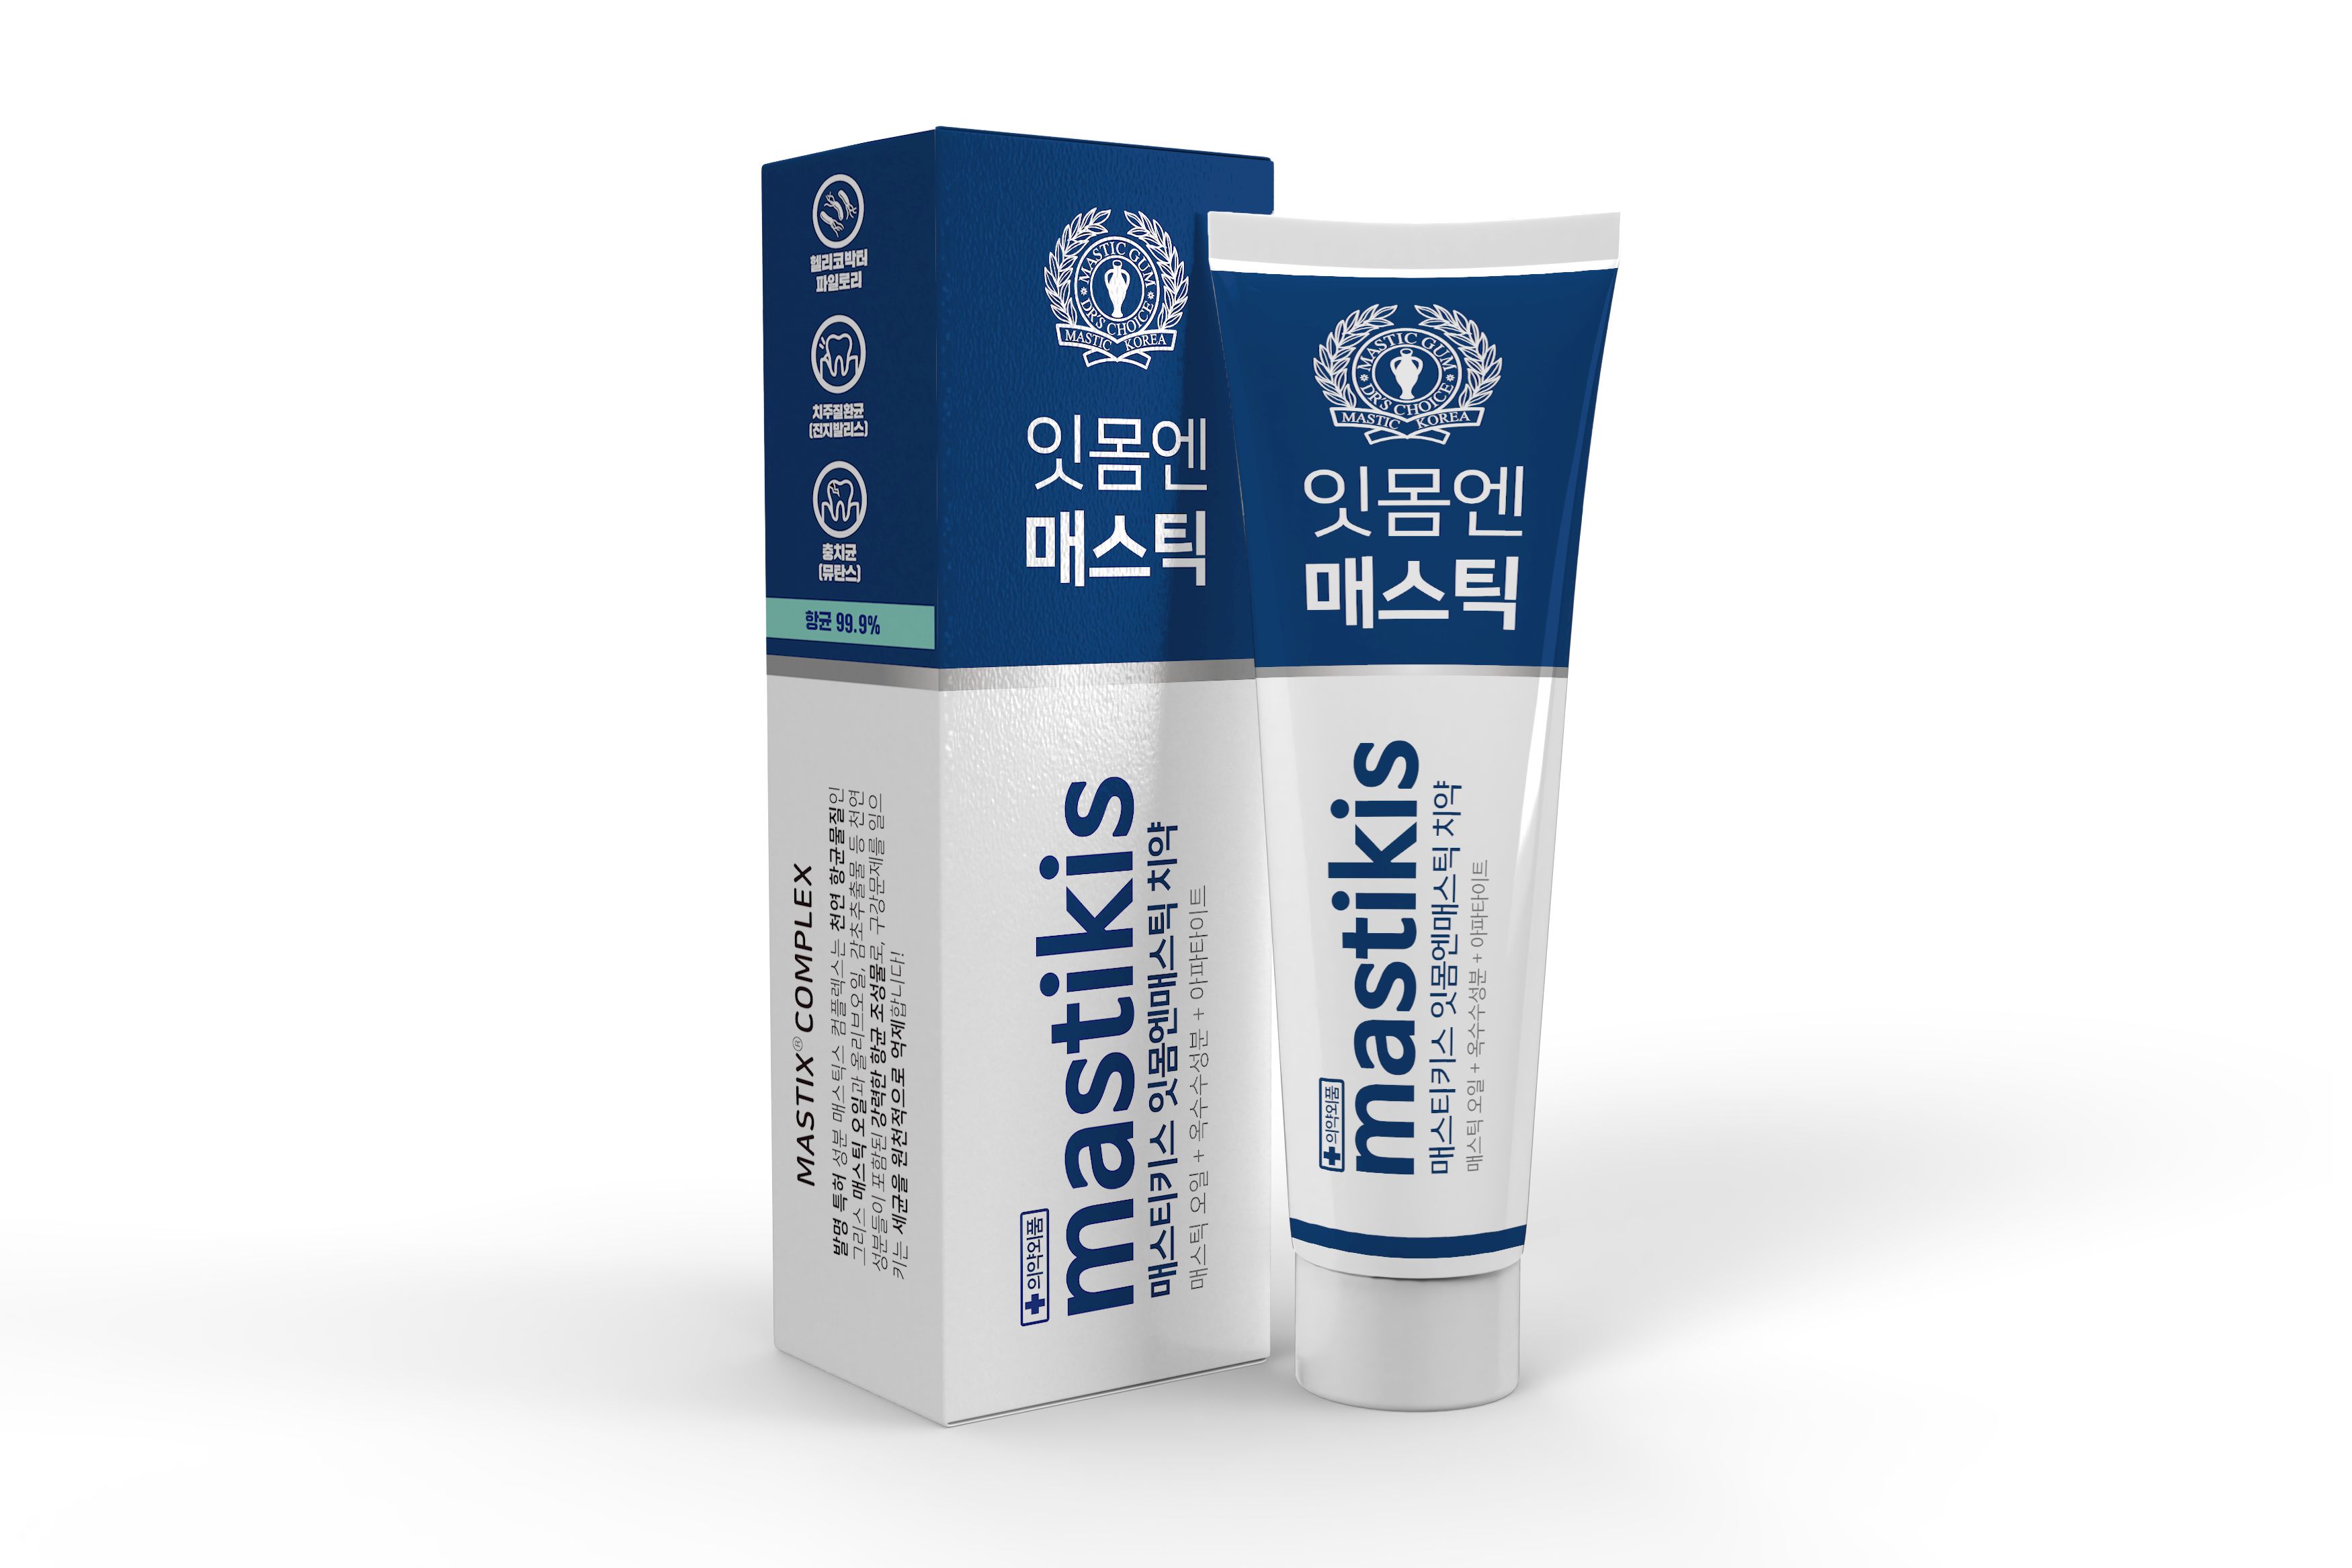 헬리코박터
파일로리
치주질환균
(진지발리스)
충치균
(뮤탄스)
항균 99.9%
MASTIX® COMPLEX
발명 특허 성분 매스틱스 컴플렉스는 천연 항균물질인
그리스 매스틱 오일과 올리브오일, 감초추출물 등 천연
성분들이 포함된 강력한 항균 조성물로, 구강문제를 일으
키는 세균을 원천적으로 억제합니다!
MASTIC GUM
DR'S CHOICE
MASTIC KOREA
잇몸엔
매스틱
의약외품
mastikis
매스티키스 잇몸엔매스틱 치약
매스틱 오일 + 옥수수성분 + 아파타이트
MASTIC GUM
DR'S CHOICE
MASTIC KOREA
잇몸엔
매스틱
의약외품
mastikis
매스티키스 잇몸엔매스틱 치약
매스틱 오일 + 옥수수성분 + 아파타이트